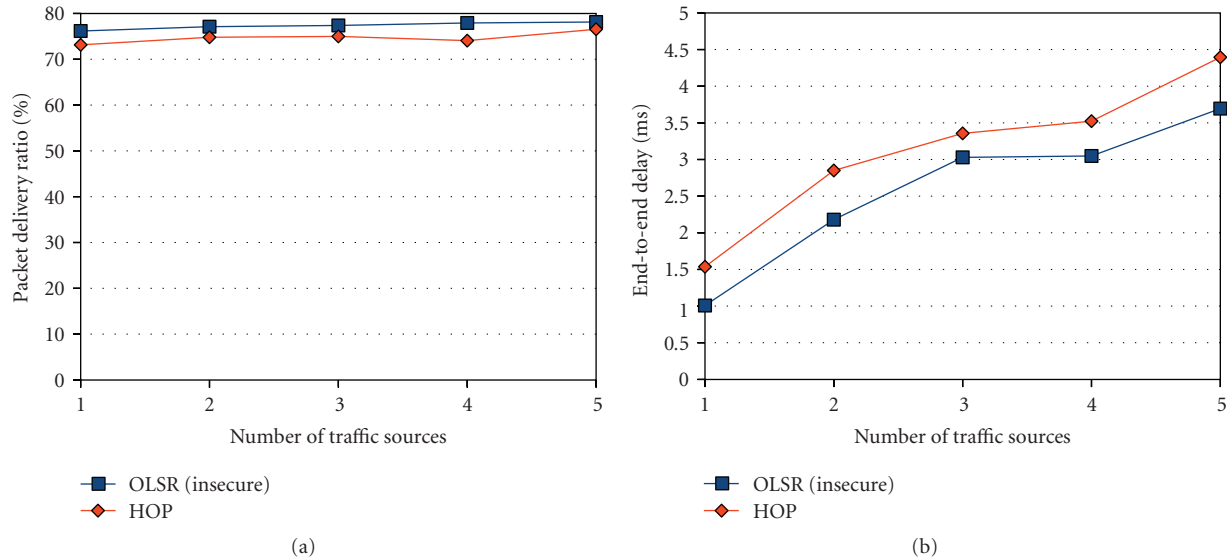 80
70
60
50
40
30
20
10
0
Packet delivery ratio (%)
1 2 3 4 5
Number of traffic sources
OLSR (insecure)
HOP
(a)
5
4.5
4
3.5
3
2.5
2
1.5
1
0.5
0
End-to-end delay (ms)
1 2 3 4 5
Number of traffic sources
OLSR (insecure)
HOP
(b)